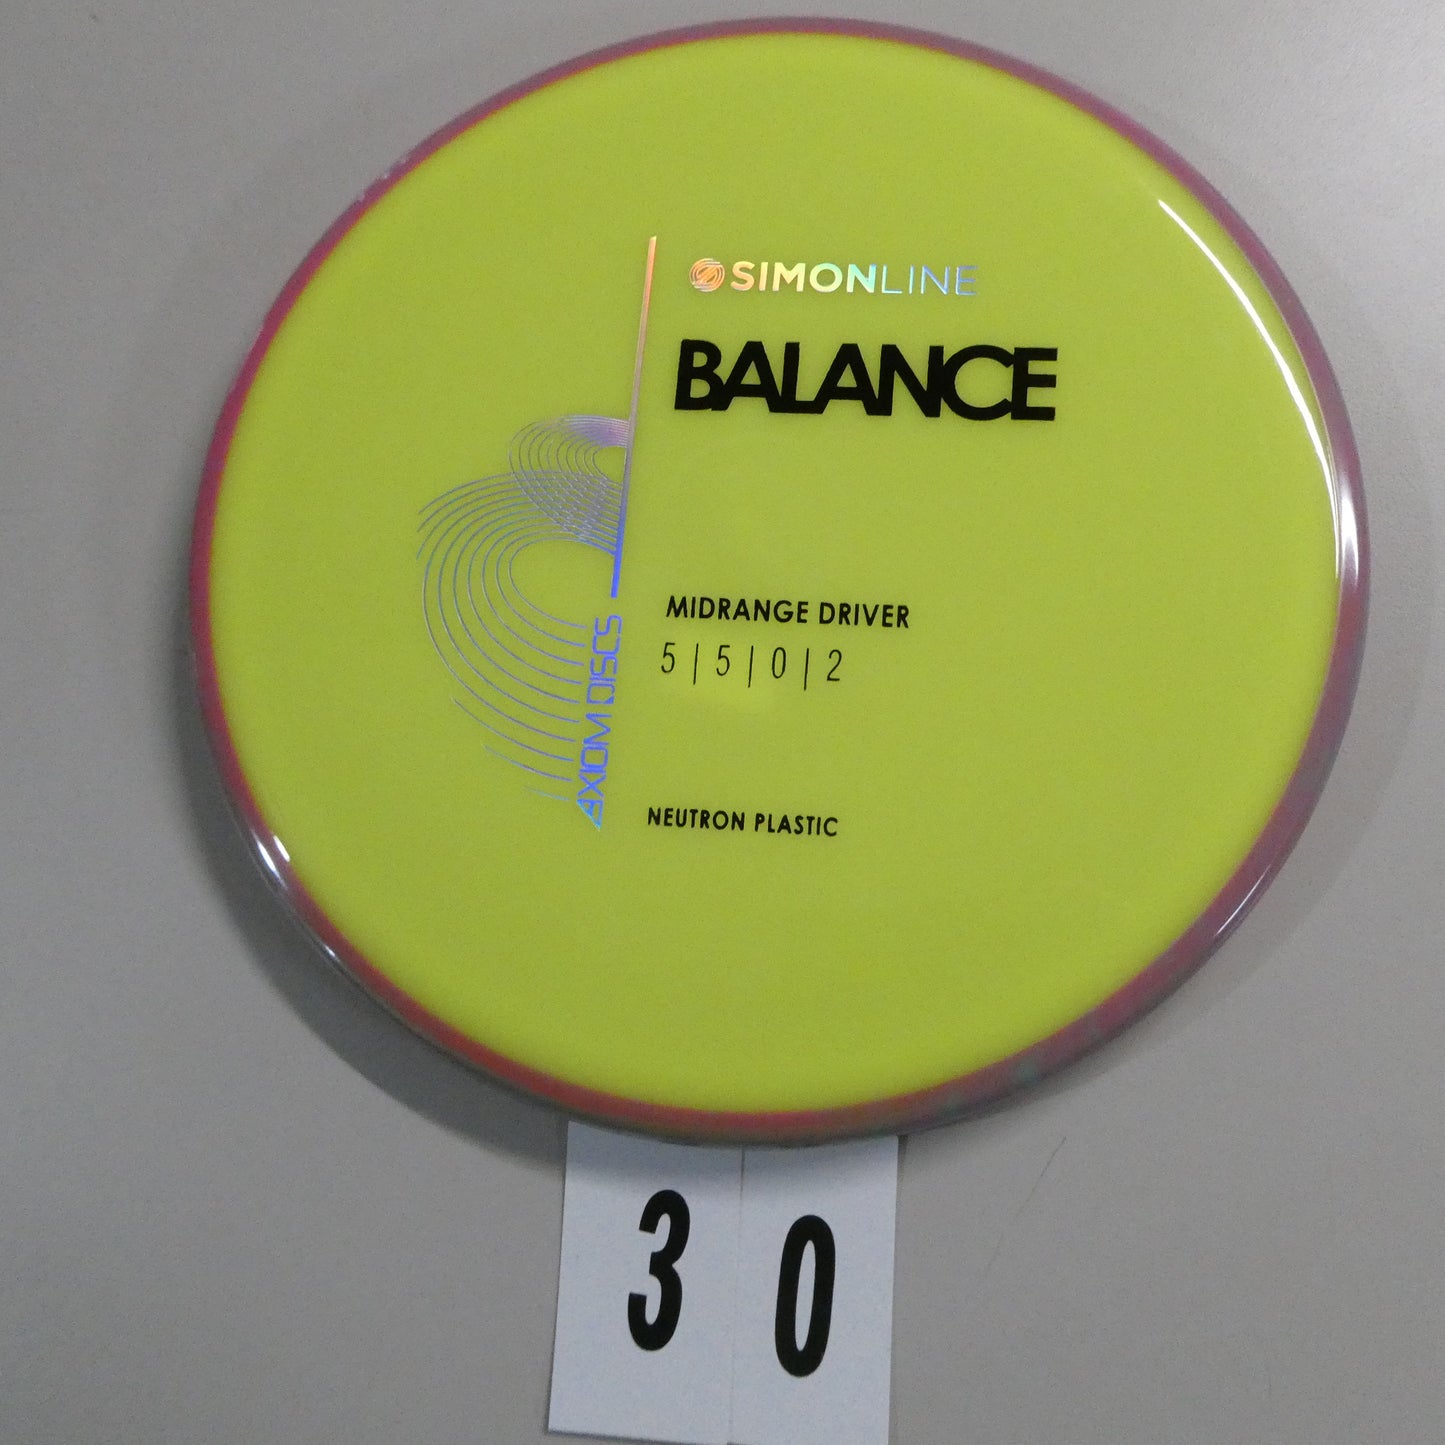 SIMONLINE
BALANCE
MIDRANGE DRIVER
5 | 5 | 0 | 2
AXIOM DISCS
NEUTRON PLASTIC
3 0